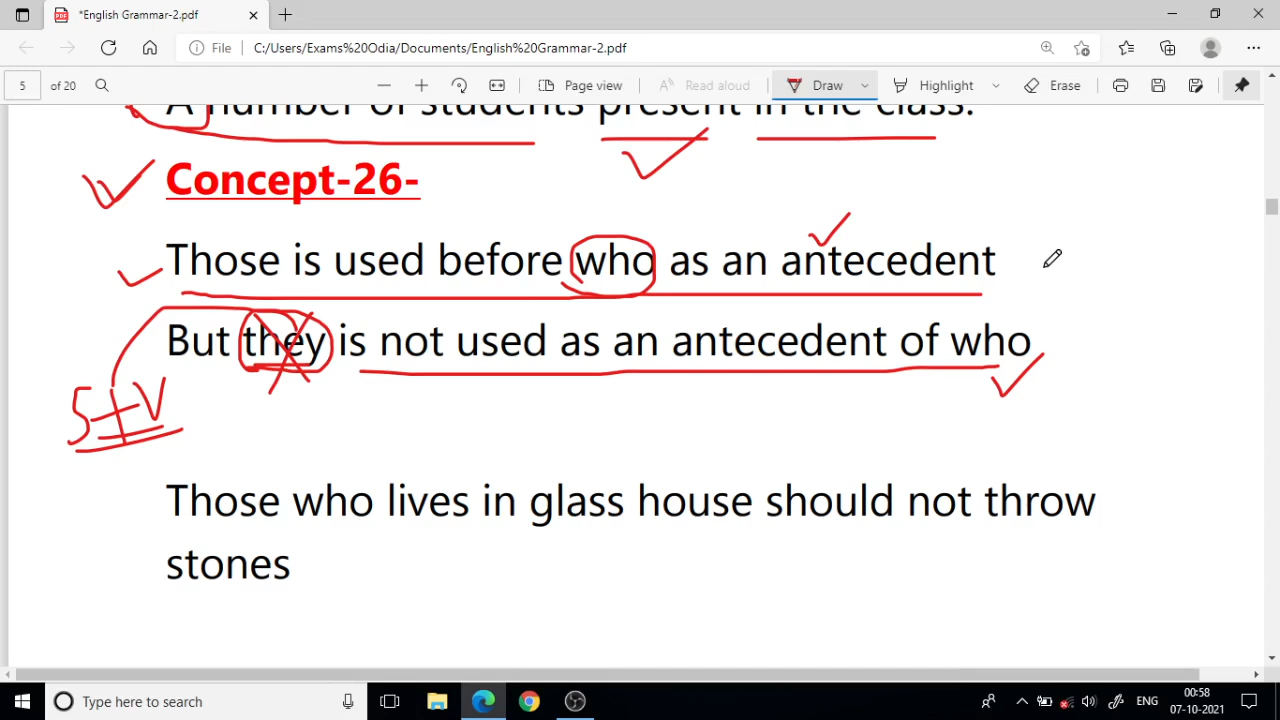 *English Grammar-2.pdf
File C:/Users/Exams%20Odia/Documents/English%20Grammar-2.pdf
5 of 20 Page view Read aloud Draw Highlight Erase
A number of students present in the class.
Concept-26-
Those is used before who as an antecedent
But they is not used as an antecedent of who
S+V
Those who lives in glass house should not throw
stones
Type here to search
ENG
00:58
07-10-2021